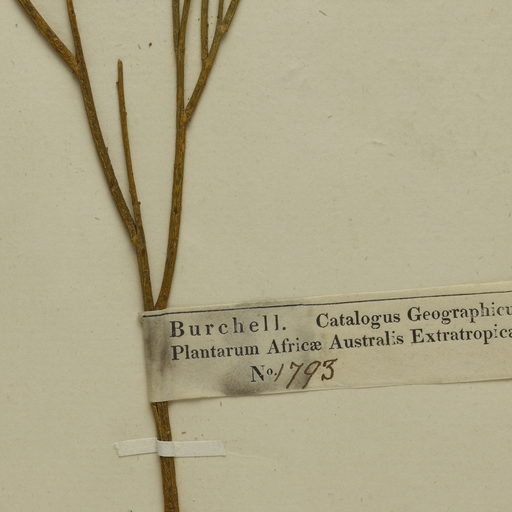 Burchell. Catalogus Geographicu
Plantarum Africæ Australis Extratropica
No. 1793